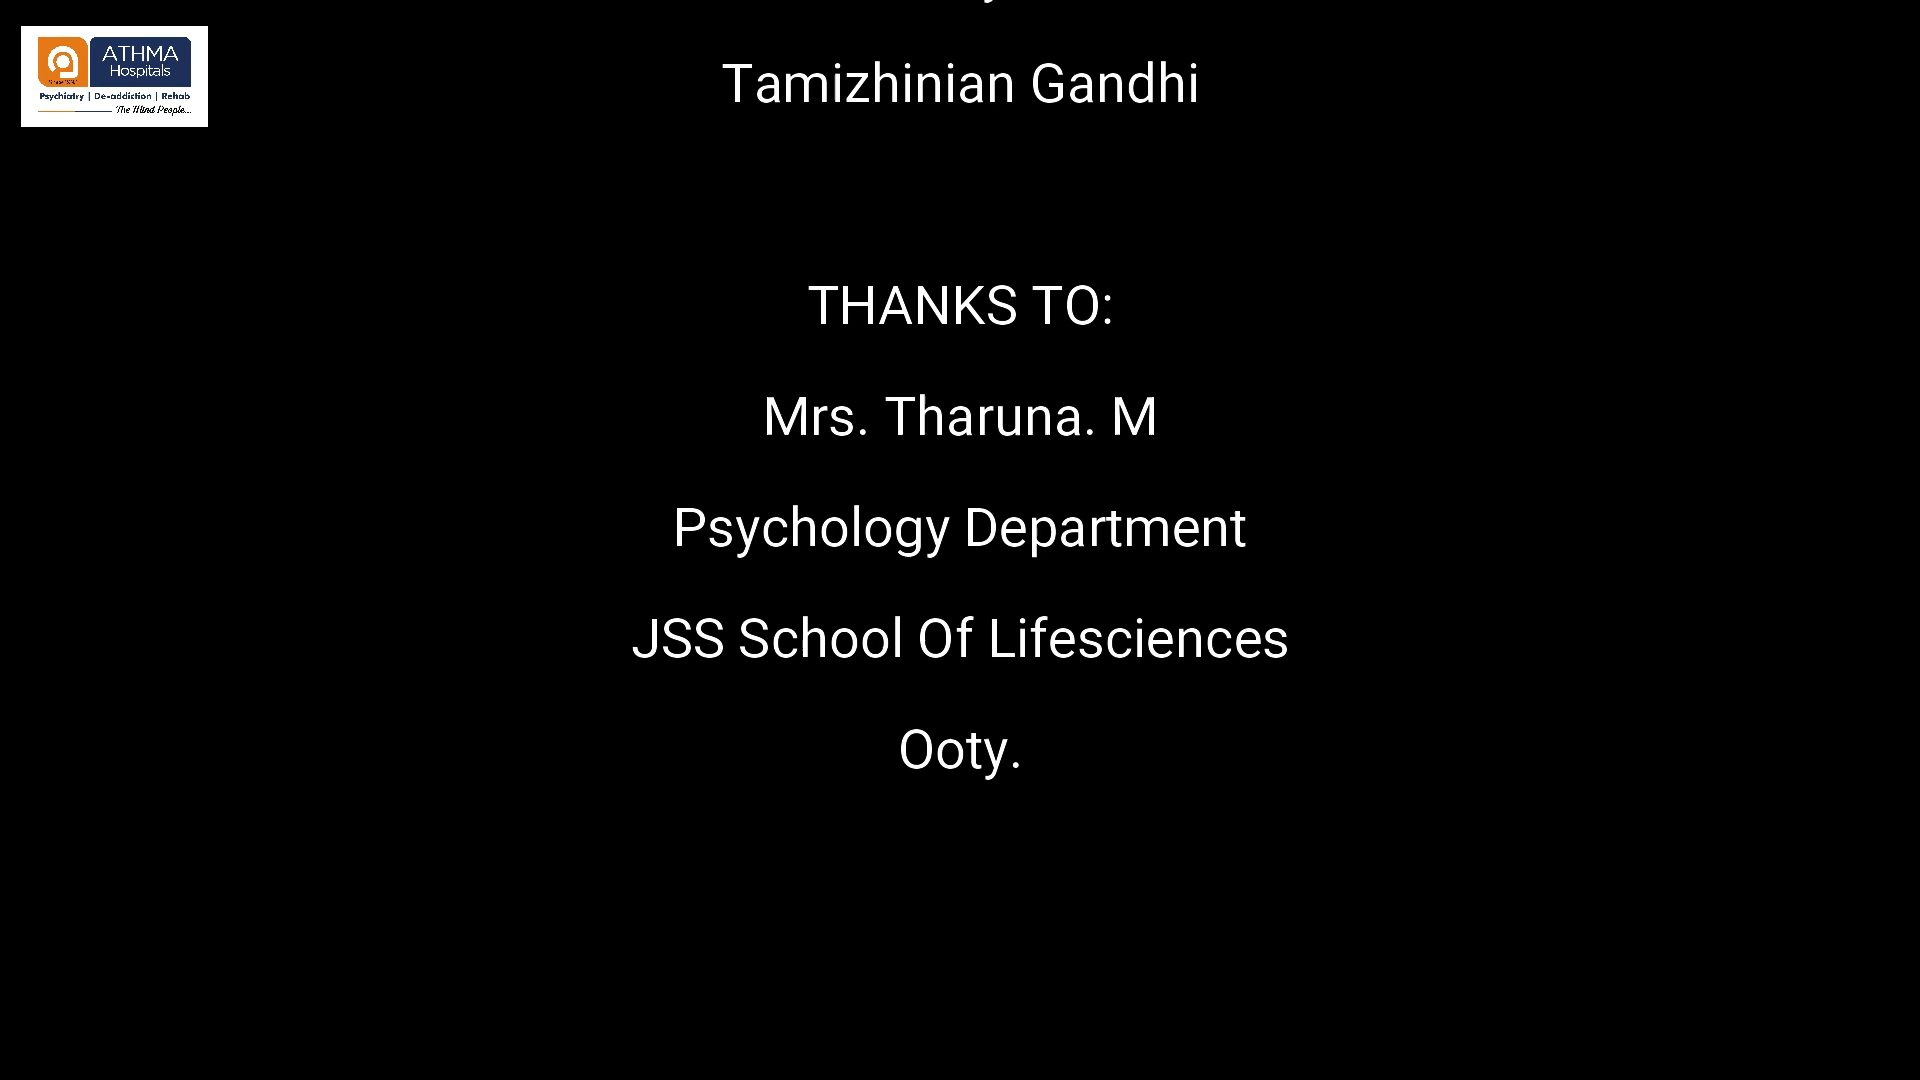 ATHMA
Hospitals
Psychiatry | De-addiction | Rehab
The Mind People...
Tamizhinian Gandhi
THANKS TO:
Mrs. Tharuna. M
Psychology Department
JSS School Of Lifesciences
Ooty.